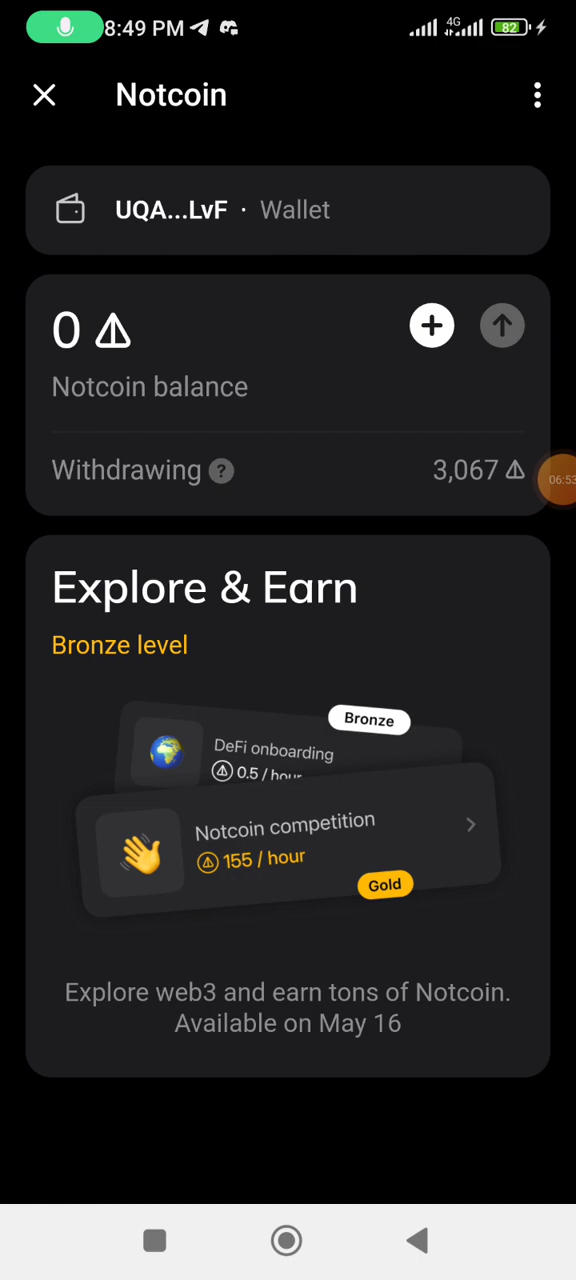 8:49 PM
4G
82
Notcoin
UQA...LvF · Wallet
0
Notcoin balance
Withdrawing ?
3,067
06:53
Explore & Earn
Bronze level
Bronze
DeFi onboarding
0.5 / hour
Notcoin competition
155 / hour
Gold
Explore web3 and earn tons of Notcoin.
Available on May 16